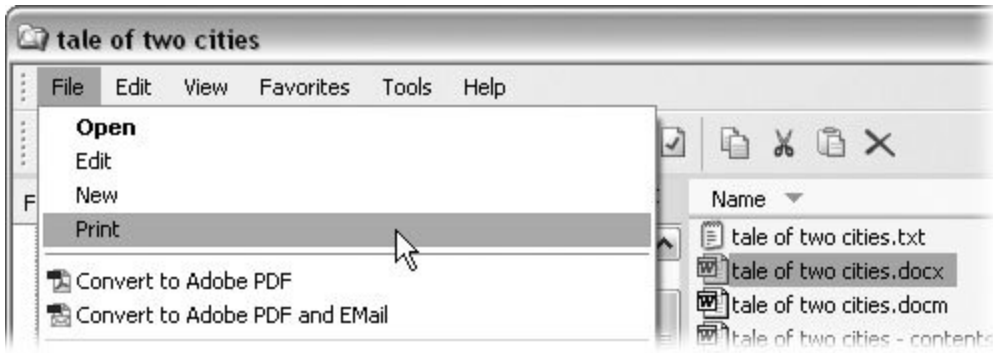 tale of two cities
File Edit View Favorites Tools Help
Open
Edit
New
F
Print
Convert to Adobe PDF
Convert to Adobe PDF and EMail
Name
tale of two cities.txt
tale of two cities.docx
tale of two cities.docm
tale of two cities - contents